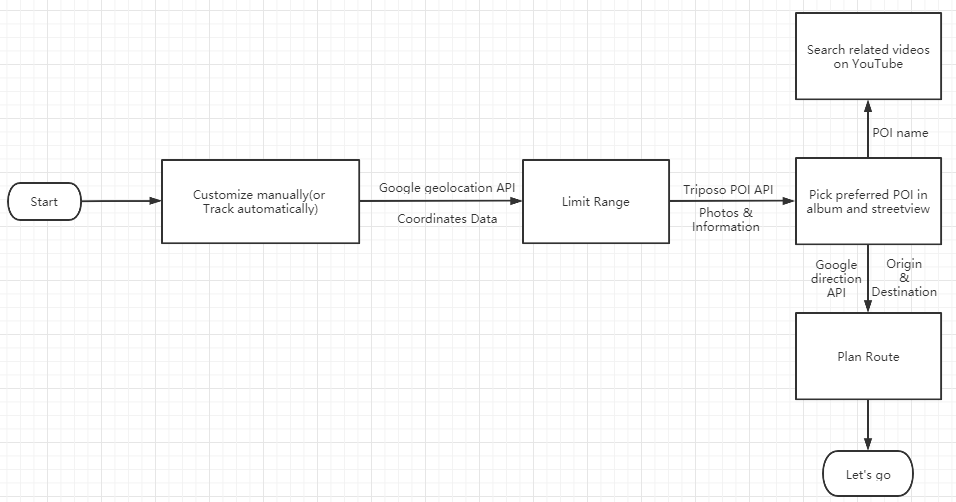 Search related videos
on YouTube
POI name
Start
Customize manually(or
Track automatically)
Google geolocation API
Coordinates Data
Limit Range
Triposo POI API
Photos &
Information
Pick preferred POI in
album and streetview
Google
direction
API
Origin
&
Destination
Plan Route
Let's go